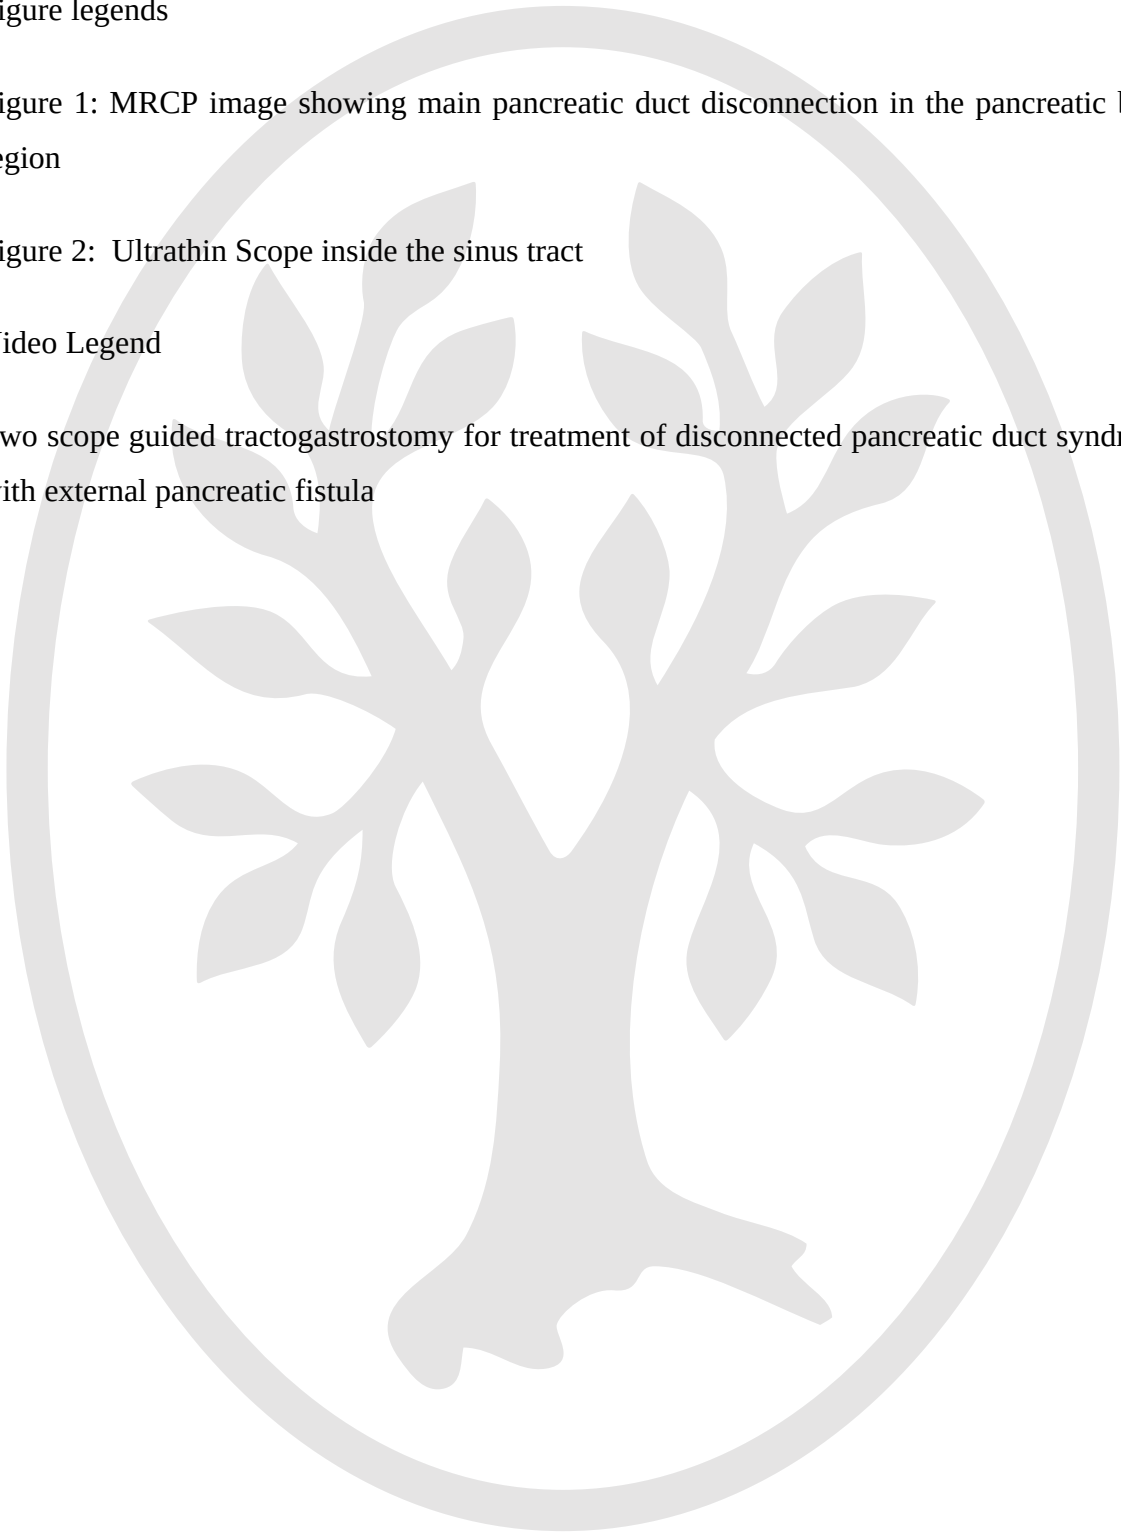 igure legends
igure 1: MRCP image showing main pancreatic duct disconnection in the pancreatic
egion
igure 2: Ultrathin Scope inside the sinus tract
ideo Legend
wo scope guided tractogastrostomy for treatment of disconnected pancreatic duct synd
ith external pancreatic fistula